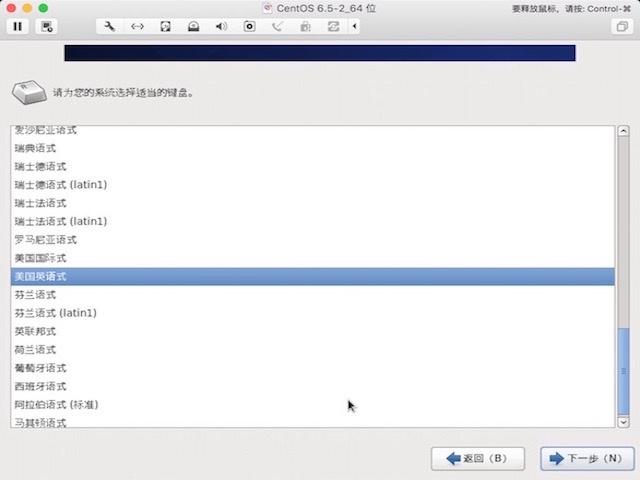 CentOS 6.5-2_64 位
要释放鼠标，请按: Control-⌘
请为您的系统选择适当的键盘。
爱沙尼亚语式
瑞典语式
瑞士德语式
瑞士德语式 (latin1)
瑞士法语式
瑞士法语式 (latin1)
罗马尼亚语式
美国国际式
美国英语式
芬兰语式
芬兰语式 (latin1)
英联邦式
荷兰语式
葡萄牙语式
西班牙语式
阿拉伯语式 (标准)
马其顿语式
返回（B）
下一步（N）